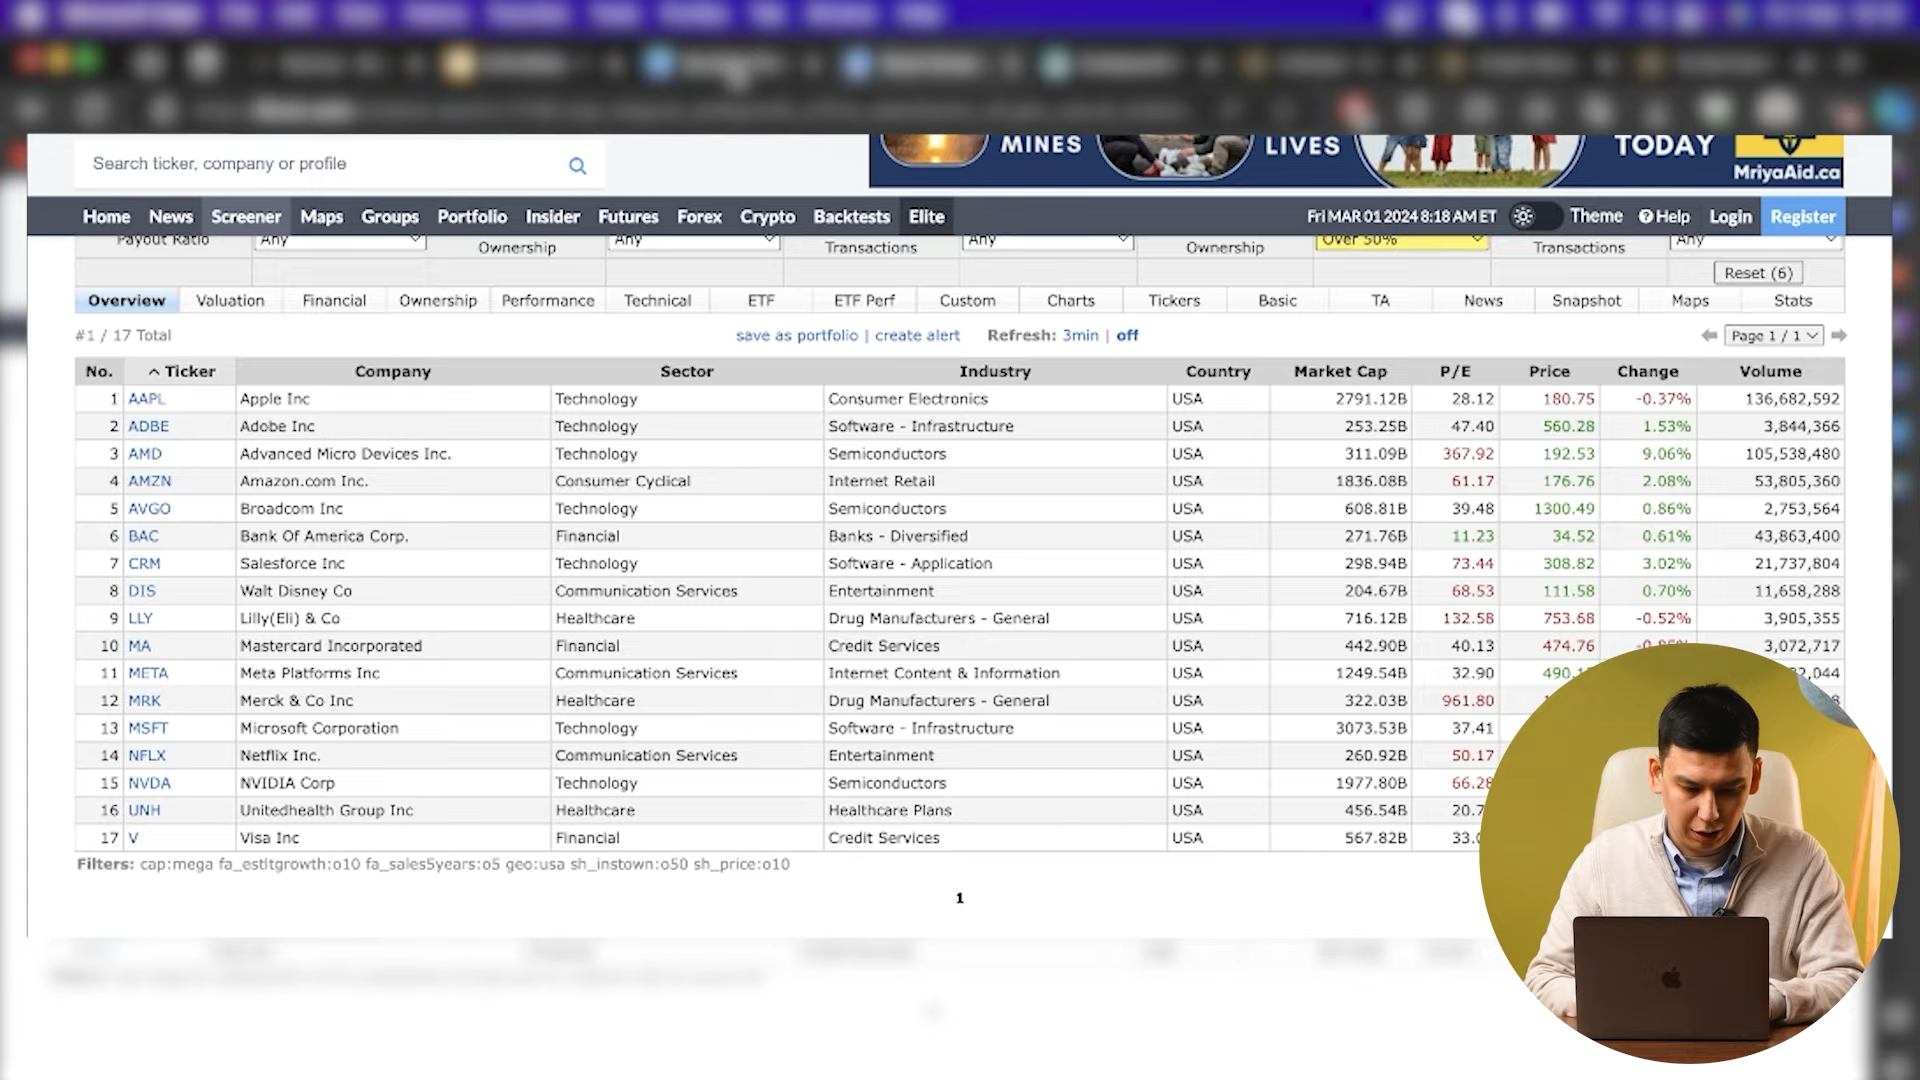 MINES LIVES TODAY
MriyaAid.ca
Search ticker, company or profile
Home News Screener Maps Groups Portfolio Insider Futures Forex Crypto Backtests Elite Fri MAR 01 2024 8:18 AM ET Theme Help Login Register
Payout Ratio Any Ownership Any Transactions Any Ownership Over 50% Transactions Any
Reset (6)
Overview Valuation Financial Ownership Performance Technical ETF ETF Perf Custom Charts Tickers Basic TA News Snapshot Maps Stats
#1 / 17 Total save as portfolio | create alert Refresh: 3min | off Page 1 / 1
No. Ticker Company Sector Industry Country Market Cap P/E Price Change Volume
1 AAPL Apple Inc Technology Consumer Electronics USA 2791.12B 28.12 180.75 -0.37% 136,682,592
2 ADBE Adobe Inc Technology Software - Infrastructure USA 253.25B 47.40 560.28 1.53% 3,844,366
3 AMD Advanced Micro Devices Inc. Technology Semiconductors USA 311.09B 367.92 192.53 9.06% 105,538,480
4 AMZN Amazon.com Inc. Consumer Cyclical Internet Retail USA 1836.08B 61.17 176.76 2.08% 53,805,360
5 AVGO Broadcom Inc Technology Semiconductors USA 608.81B 39.48 1300.49 0.86% 2,753,564
6 BAC Bank Of America Corp. Financial Banks - Diversified USA 271.76B 11.23 34.52 0.61% 43,863,400
7 CRM Salesforce Inc Technology Software - Application USA 298.94B 73.44 308.82 3.02% 21,737,804
8 DIS Walt Disney Co Communication Services Entertainment USA 204.67B 68.53 111.58 0.70% 11,658,288
9 LLY Lilly(Eli) & Co Healthcare Drug Manufacturers - General USA 716.12B 132.58 753.68 -0.52% 3,905,355
10 MA Mastercard Incorporated Financial Credit Services USA 442.90B 40.13 474.76 3,072,717
11 META Meta Platforms Inc Communication Services Internet Content & Information USA 1249.54B 32.90 490.
12 MRK Merck & Co Inc Healthcare Drug Manufacturers - General USA 322.03B 961.80
13 MSFT Microsoft Corporation Technology Software - Infrastructure USA 3073.53B 37.41
14 NFLX Netflix Inc. Communication Services Entertainment USA 260.92B 50.17
15 NVDA NVIDIA Corp Technology Semiconductors USA 1977.80B 66.28
16 UNH Unitedhealth Group Inc Healthcare Healthcare Plans USA 456.54B 20.7
17 V Visa Inc Financial Credit Services USA 567.82B 33.0
Filters: cap:mega fa_estltgrowth:o10 fa_sales5years:o5 geo:usa sh_instown:o50 sh_price:o10
1